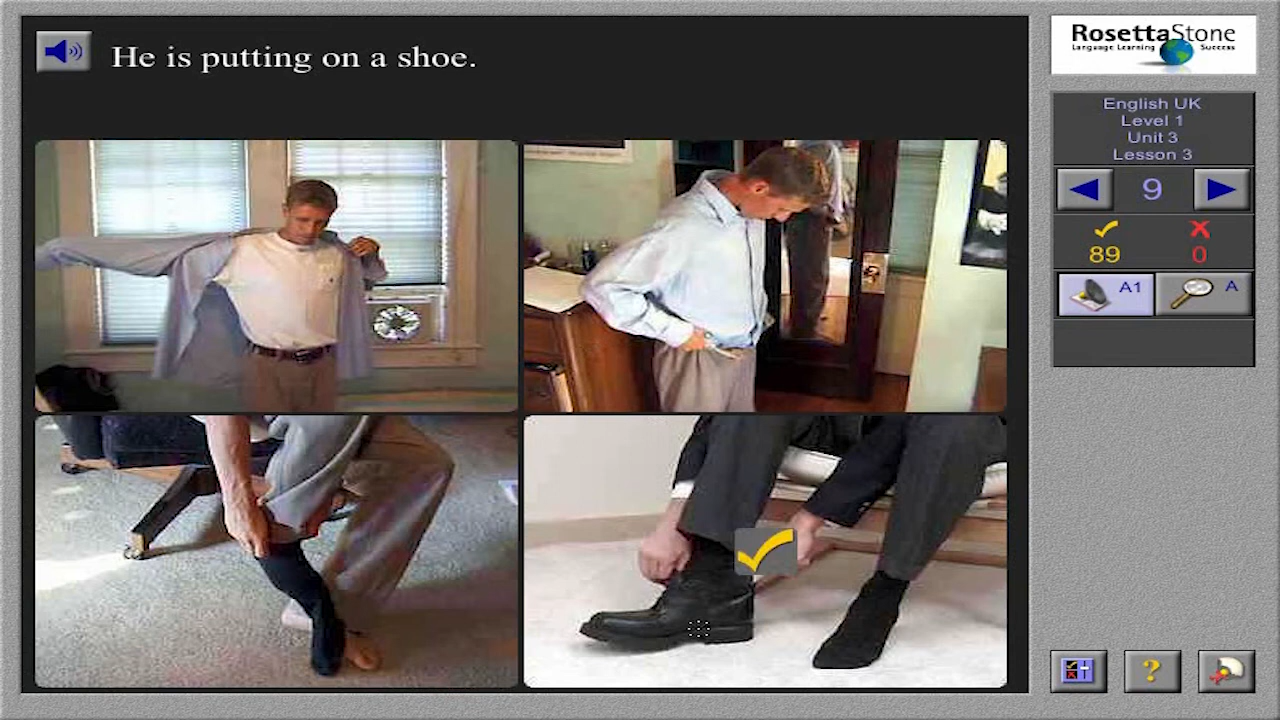 He is putting on a shoe.
RosettaStone
Language Learning Success
English UK
Level 1
Unit 3
Lesson 3
9
89 0
A1 A
?